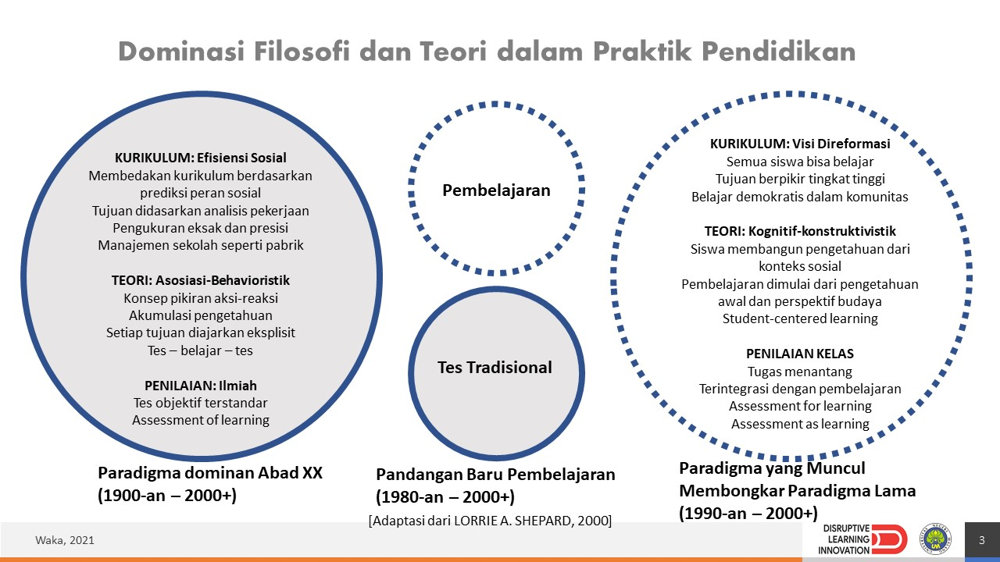 Dominasi Filosofi dan Teori dalam Praktik Pendidikan
KURIKULUM: Efisiensi Sosial
Membedakan kurikulum berdasarkan
prediksi peran sosial
Tujuan didasarkan analisis pekerjaan
Pengukuran eksak dan presisi
Manajemen sekolah seperti pabrik
TEORI: Asosiasi-Behavioristik
Konsep pikiran aksi-reaksi
Akumulasi pengetahuan
Setiap tujuan diajarkan eksplisit
Tes – belajar – tes
PENILAIAN: Ilmiah
Tes objektif terstandar
Assessment of learning
Paradigma dominan Abad XX
(1900-an – 2000+)
Pembelajaran
Tes Tradisional
Pandangan Baru Pembelajaran
(1980-an – 2000+)
[Adaptasi dari LORRIE A. SHEPARD, 2000]
KURIKULUM: Visi Direformasi
Semua siswa bisa belajar
Tujuan berpikir tingkat tinggi
Belajar demokratis dalam komunitas
TEORI: Kognitif-konstruktivistik
Siswa membangun pengetahuan dari
konteks sosial
Pembelajaran dimulai dari pengetahuan
awal dan perspektif budaya
Student-centered learning
PENILAIAN KELAS
Tugas menantang
Terintegrasi dengan pembelajaran
Assessment for learning
Assessment as learning
Paradigma yang Muncul
Membongkar Paradigma Lama
(1990-an – 2000+)
Waka, 2021
DISRUPTIVE
LEARNING
INNOVATION
3